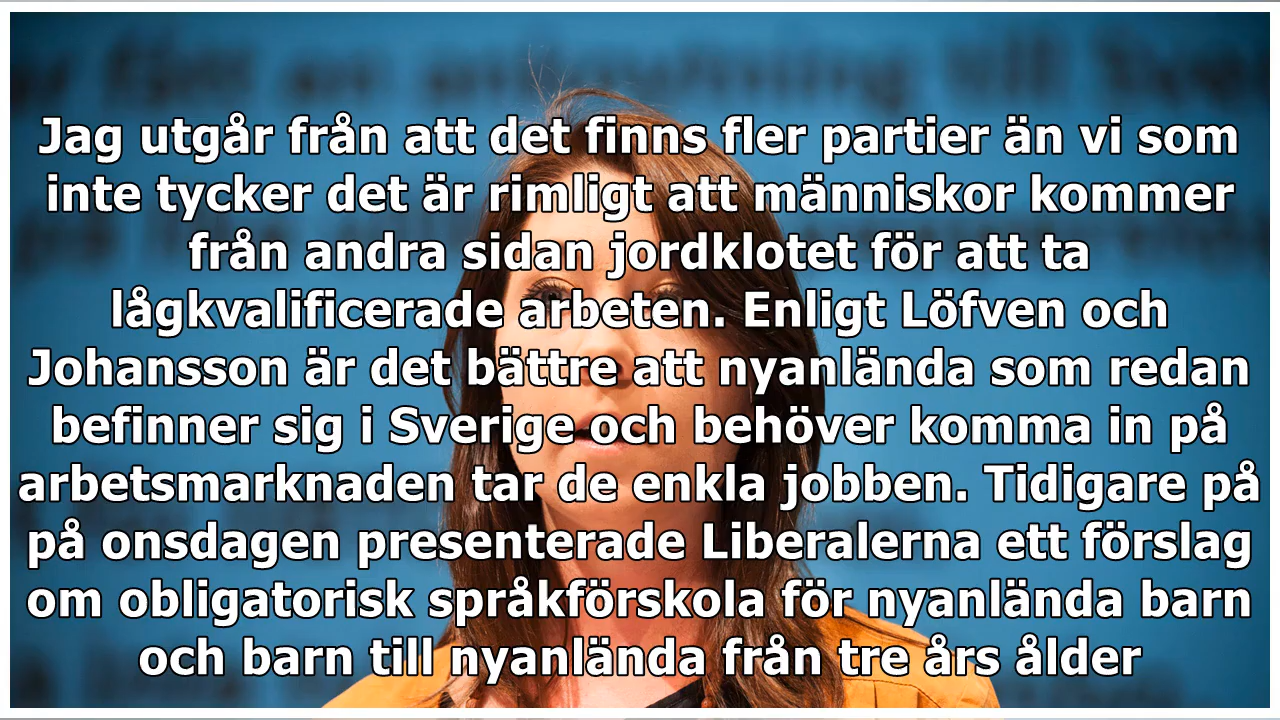 Jag utgår från att det finns fler partier än vi som
inte tycker det är rimligt att människor kommer
från andra sidan jordklotet för att ta
lågkvalificerade arbeten. Enligt Löfven och
Johansson är det bättre att nyanlända som redan
befinner sig i Sverige och behöver komma in på
arbetsmarknaden tar de enkla jobben. Tidigare på
på onsdagen presenterade Liberalerna ett förslag
om obligatorisk språkförskola för nyanlända barn
och barn till nyanlända från tre års ålder